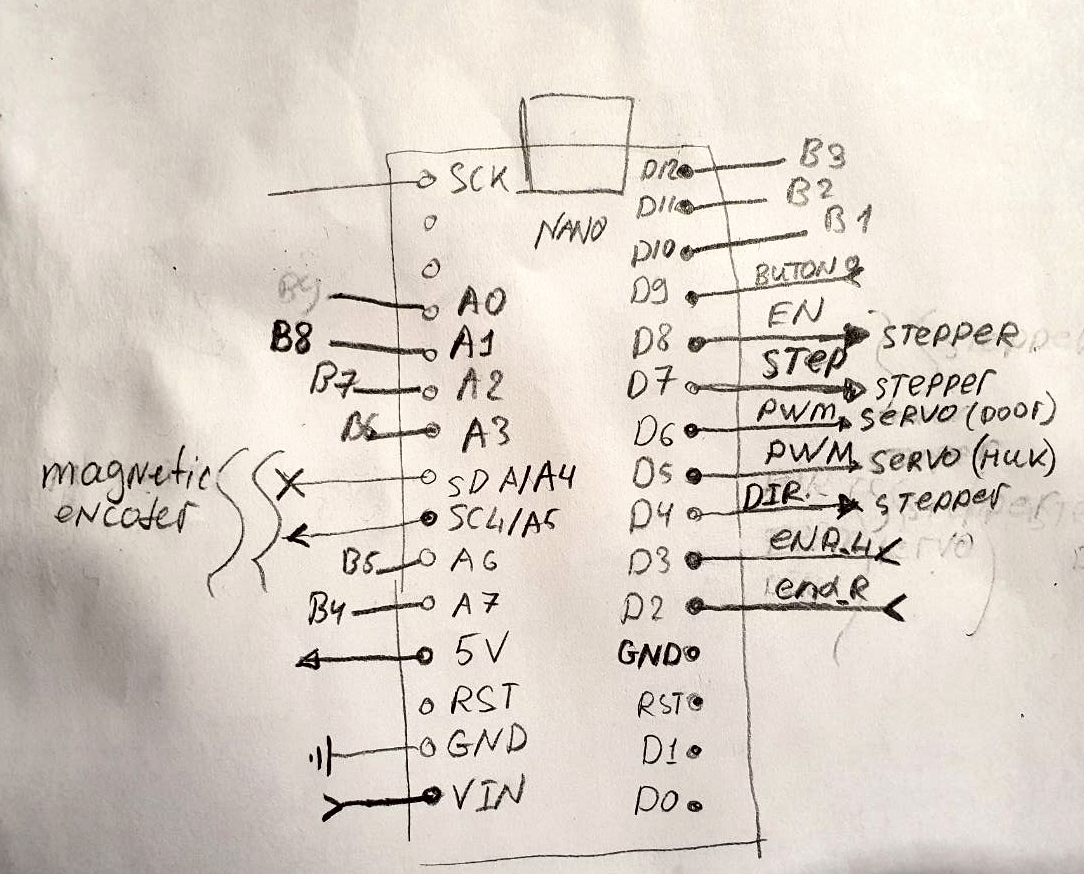 SCK
NANO
D12 B3
D11 B2
D10 B1
D9 BUTON
A0
D8 EN STEPPER
B8 A1
D7 STEP STEPPER
B7 A2
D6 PWM SERVO (DOOr)
B6 A3
D5 PWM SERVO (HUK)
magnetic
encoder
SDA/A4
D4 DIR. STEPPEr
SCL/A5
D3
B5 A6
D2 end_R
B4 A7
GND
5V
RST
RST
GND
D1
VIN
D0